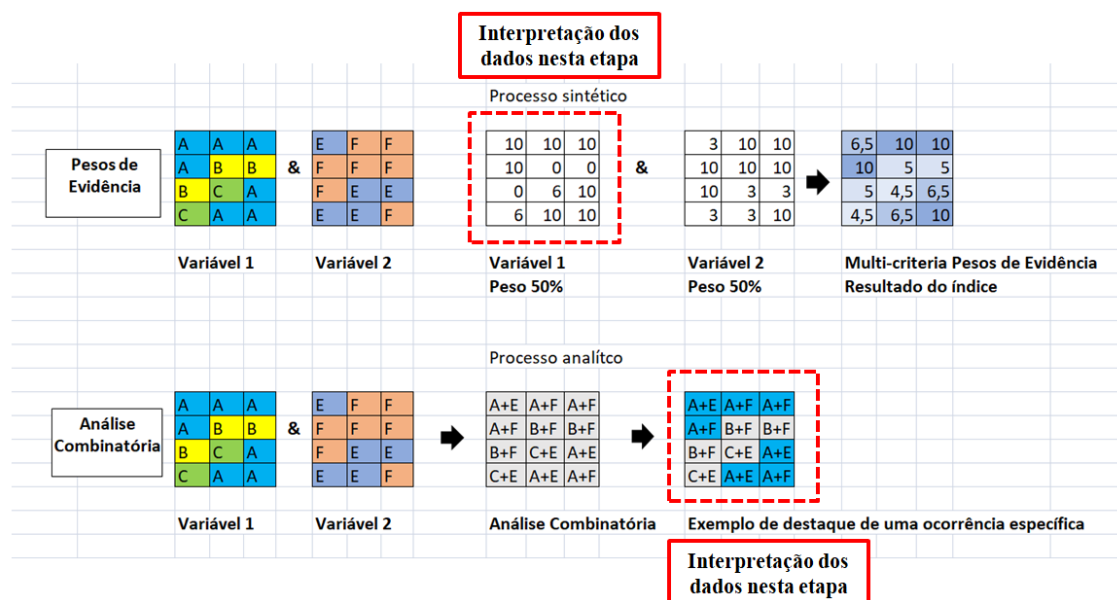 Interpretação dos
dados nesta etapa
Processo sintético
Pesos de
Evidência
A A A
A B B
B C A
C A A
&
E F F
F F F
F E E
E E F
10 10 10
10 0 0
0 6 10
6 10 10
&
3 10 10
10 10 10
10 3 3
3 3 10
6,5 10 10
10 5 5
5 4,5 6,5
4,5 6,5 10
Variável 1
Variável 2
Variável 1
Peso 50%
Variável 2
Peso 50%
Multi-criteria Pesos de Evidência
Resultado do índice
Processo analítco
Análise
Combinatória
A A A
A B B
B C A
C A A
&
E F F
F F F
F E E
E E F
A+E A+F A+F
A+F B+F B+F
B+F C+E A+E
C+E A+E A+F
A+E A+F A+F
A+F B+F B+F
B+F C+E A+E
C+E A+E A+F
Variável 1
Variável 2
Análise Combinatória
Exemplo de destaque de uma ocorrência específica
Interpretação dos
dados nesta etapa